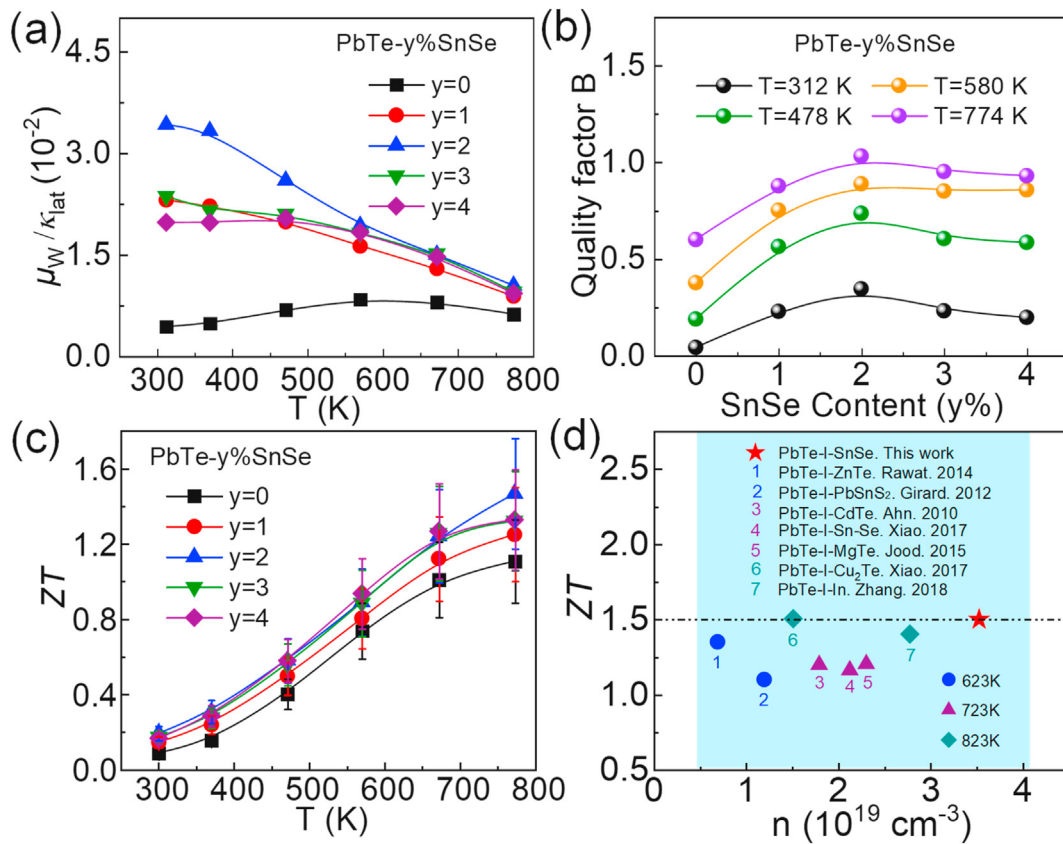 (a)
PbTe-y%SnSe
y=0
y=1
y=2
y=3
y=4
μW/κlat (10⁻²)
4.5
3.0
1.5
0.0
300 400 500 600 700 800
T (K)
(b)
PbTe-y%SnSe
T=312 K T=580 K
T=478 K T=774 K
Quality factor B
1.5
1.0
0.5
0.0
0 1 2 3 4
SnSe Content (y%)
(c)
PbTe-y%SnSe
y=0
y=1
y=2
y=3
y=4
ZT
1.6
1.2
0.8
0.4
0.0
300 400 500 600 700 800
T (K)
(d)
PbTe-I-SnSe. This work
1 PbTe-I-ZnTe. Rawat. 2014
2 PbTe-I-PbSnS₂. Girard. 2012
3 PbTe-I-CdTe. Ahn. 2010
4 PbTe-I-Sn-Se. Xiao. 2017
5 PbTe-I-MgTe. Jood. 2015
6 PbTe-I-Cu₂Te. Xiao. 2017
7 PbTe-I-In. Zhang. 2018
ZT
2.5
2.0
1.5
1.0
0.5
1
2
3
4
5
6
7
623K
723K
823K
0 1 2 3 4
n (10¹⁹ cm⁻³)